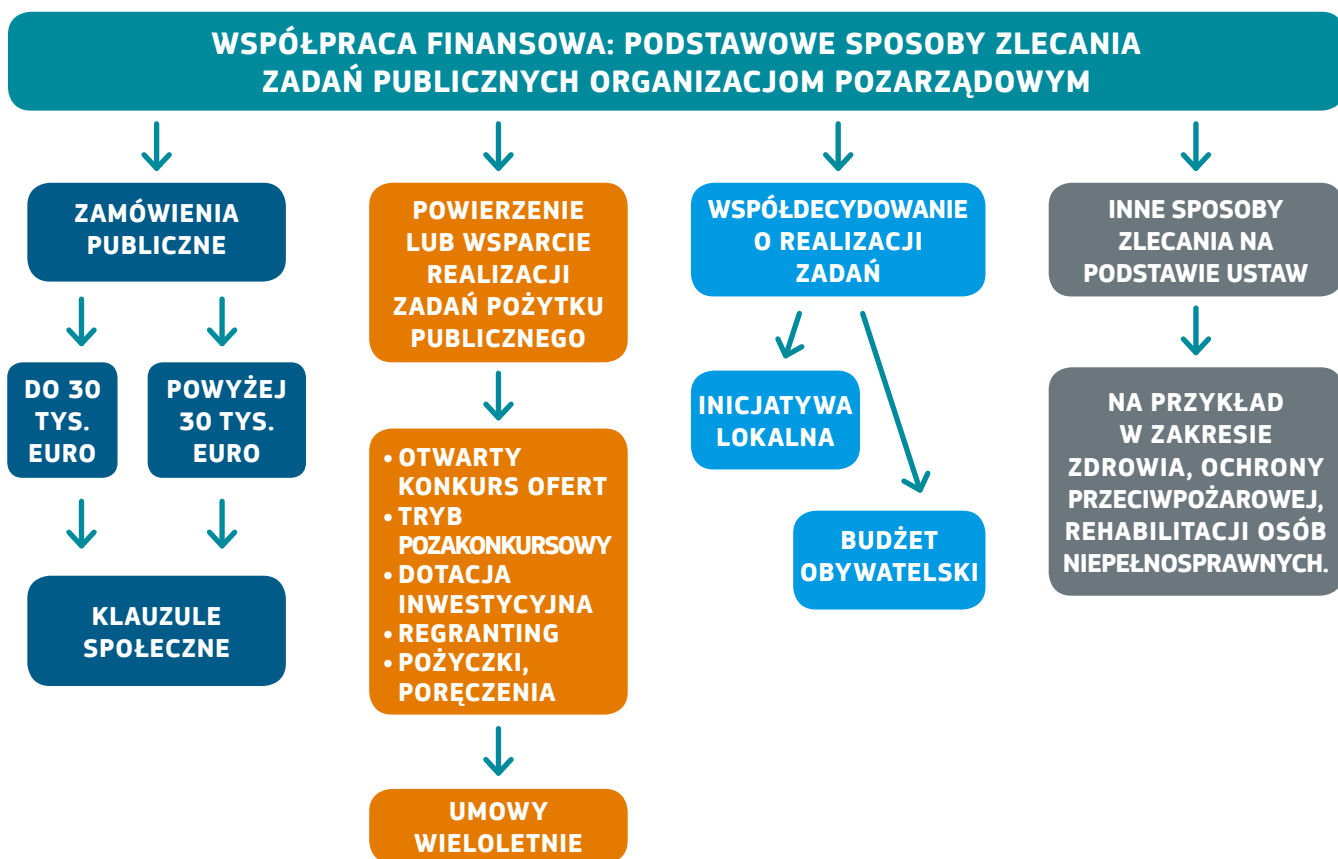 WSPÓŁPRACA FINANSOWA: PODSTAWOWE SPOSOBY ZLECANIA
ZADAŃ PUBLICZNYCH ORGANIZACJOM POZARZĄDOWYM
ZAMÓWIENIA
PUBLICZNE
DO 30
TYS.
EURO
POWYŻEJ
30 TYS.
EURO
KLAUZULE
SPOŁECZNE
POWIERZENIE
LUB WSPARCIE
REALIZACJI
ZADAŃ POŻYTKU
PUBLICZNEGO
• OTWARTY
KONKURS OFERT
• TRYB
POZAKONKURSOWY
• DOTACJA
INWESTYCYJNA
• REGRANTING
• POŻYCZKI,
PORĘCZENIA
UMOWY
WIELOLETNIE
WSPÓŁDECYDOWANIE
O REALIZACJI
ZADAŃ
INICJATYWA
LOKALNA
BUDŻET
OBYWATELSKI
INNE SPOSOBY
ZLECANIA NA
PODSTAWIE USTAW
NA PRZYKŁAD
W ZAKRESIE
ZDROWIA, OCHRONY
PRZECIWPOŻAROWEJ,
REHABILITACJI OSÓB
NIEPEŁNOSPRAWNYCH.